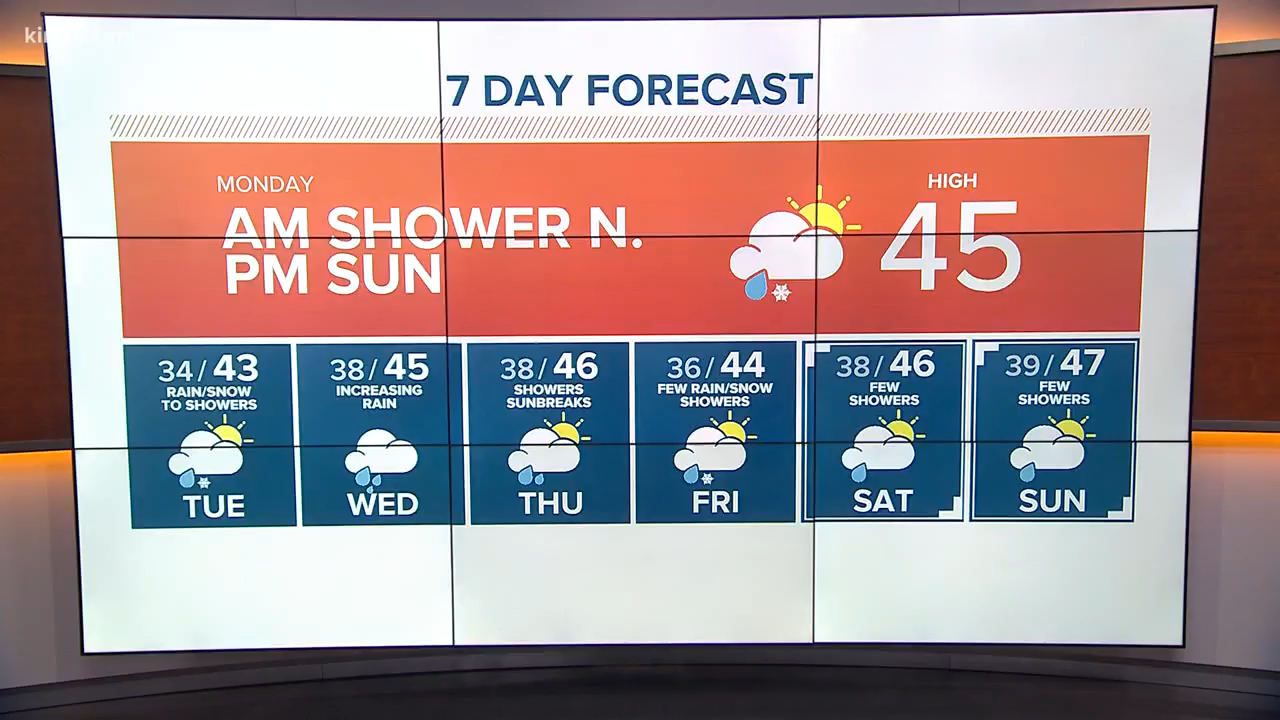 7 DAY FORECAST
MONDAY
AM SHOWER N.
PM SUN
HIGH
45
34/43
RAIN/SNOW
TO SHOWERS
TUE
38/45
INCREASING
RAIN
WED
38/46
SHOWERS
SUNBREAKS
THU
36/44
FEW RAIN/SNOW
SHOWERS
FRI
38/46
FEW
SHOWERS
SAT
39/47
FEW
SHOWERS
SUN